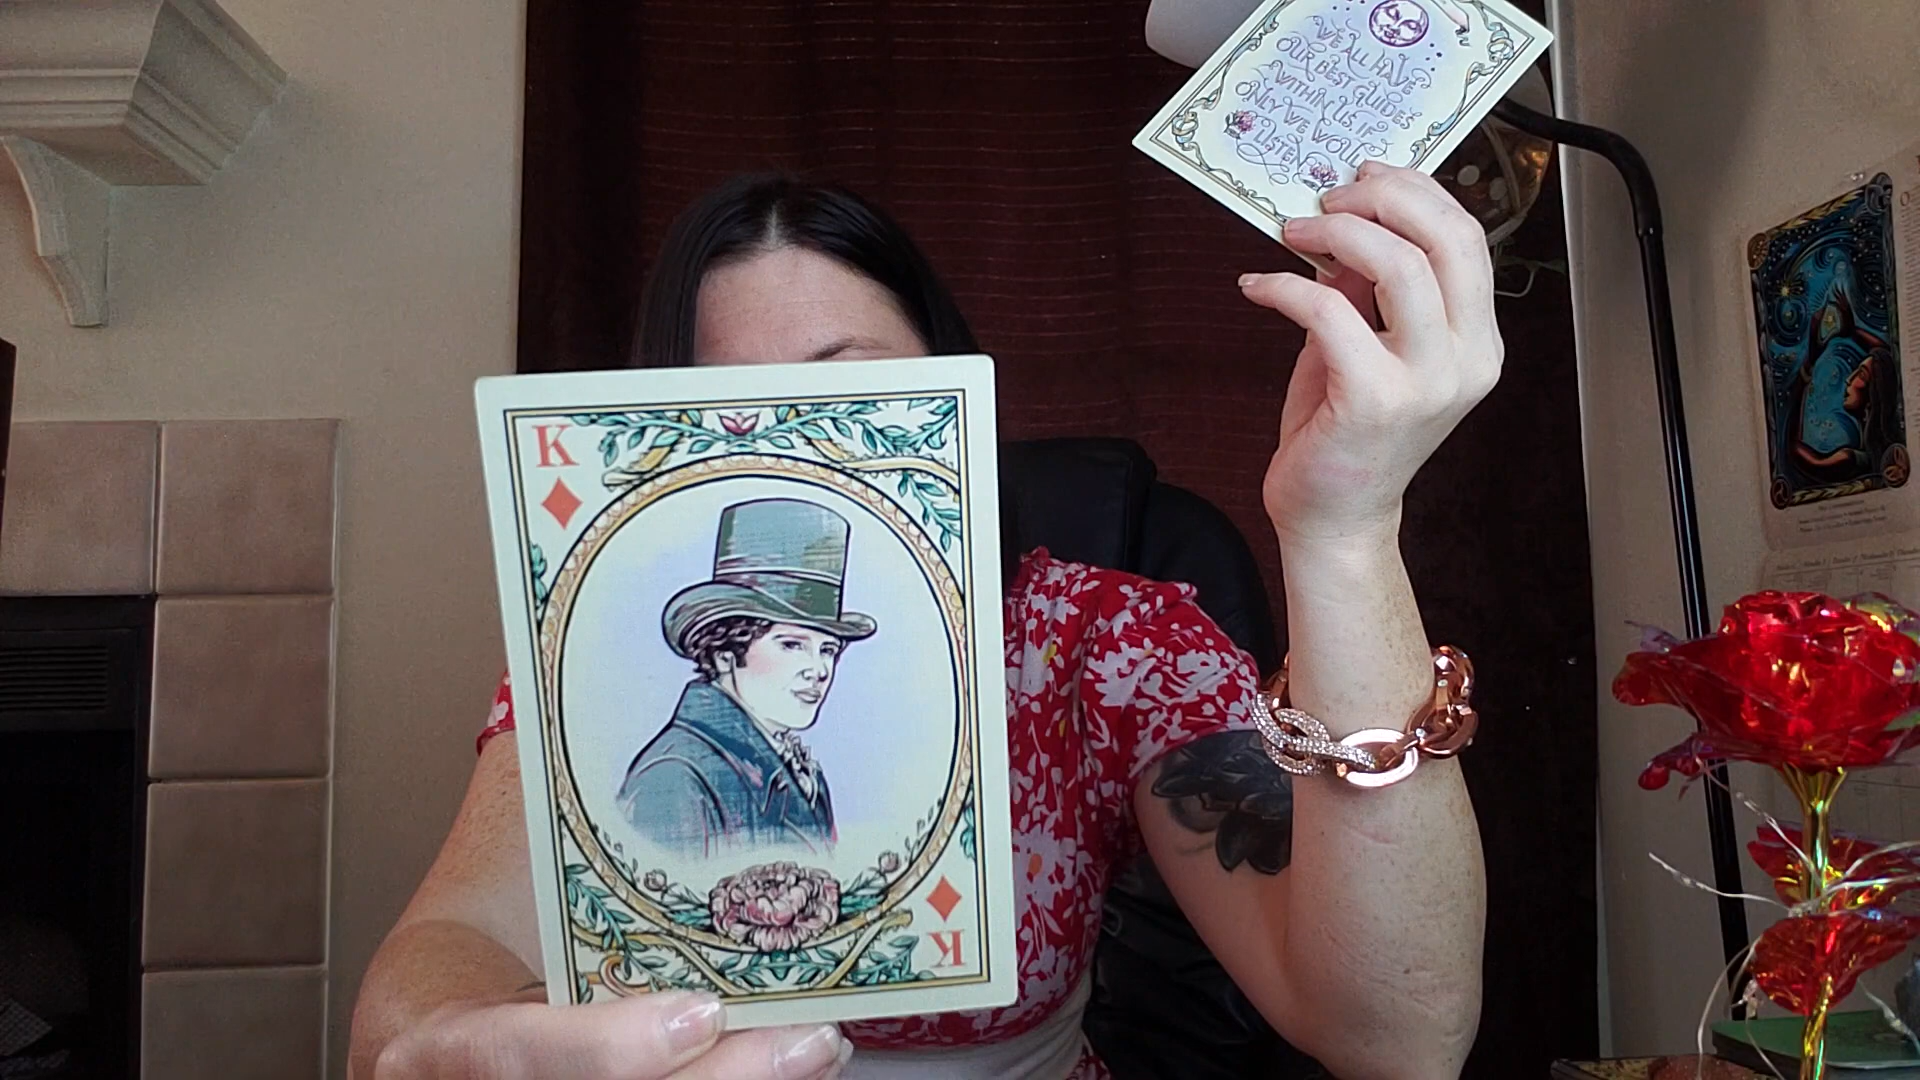 WE ALL HAVE
OUR BEST GUIDES
WITHIN US, IF
ONLY WE WOULD
LISTEN
K
K